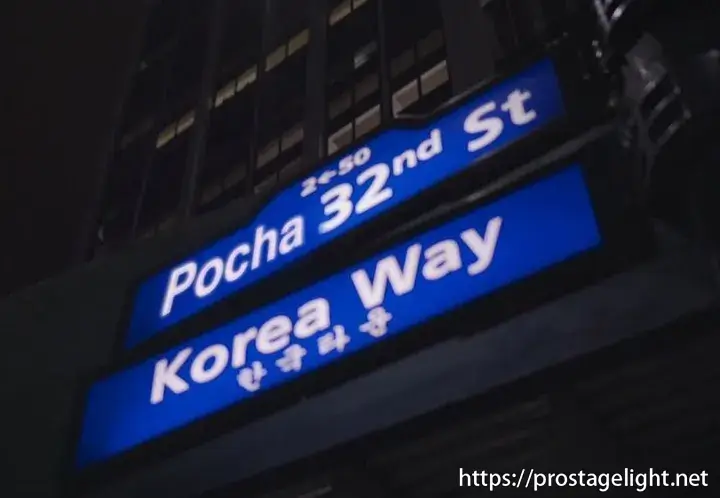 2←50
Pocha 32nd St
Korea Way
한국타운
https://prostagelight.net